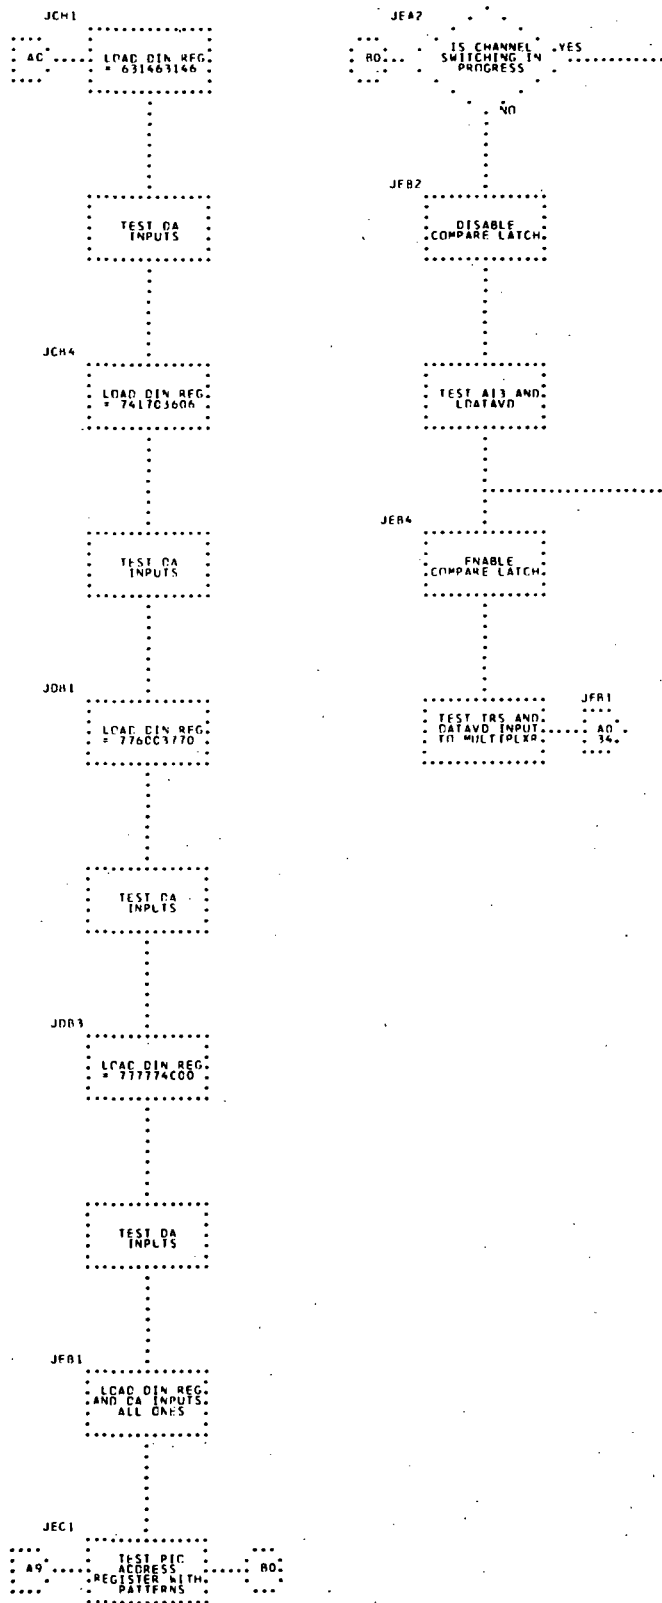 JCH1
AC
LOAD DIN REG
= 631463146
TEST DA
INPUTS
JCH4
LOAD DIN REG
= 741703606
TEST DA
INPUTS
JDB1
LOAD DIN REG
= 776003770
TEST DA
INPUTS
JDB3
LOAD DIN REG
= 777774000
TEST DA
INPUTS
JEB1
LOAD DIN REG
AND DA INPUTS
ALL ONES
JEC1
A9
TEST PIC
ADDRESS
REGISTER WITH
PATTERNS
B0
JEA2
B0
IS CHANNEL
SWITCHING IN
PROGRESS
YES
NO
JEB2
DISABLE
COMPARE LATCH
TEST AI3 AND
LDATAVD
JEB4
ENABLE
COMPARE LATCH
TEST TRS AND
DATAVD INPUT
TO MULTIPLXR
JFB1
A0
34